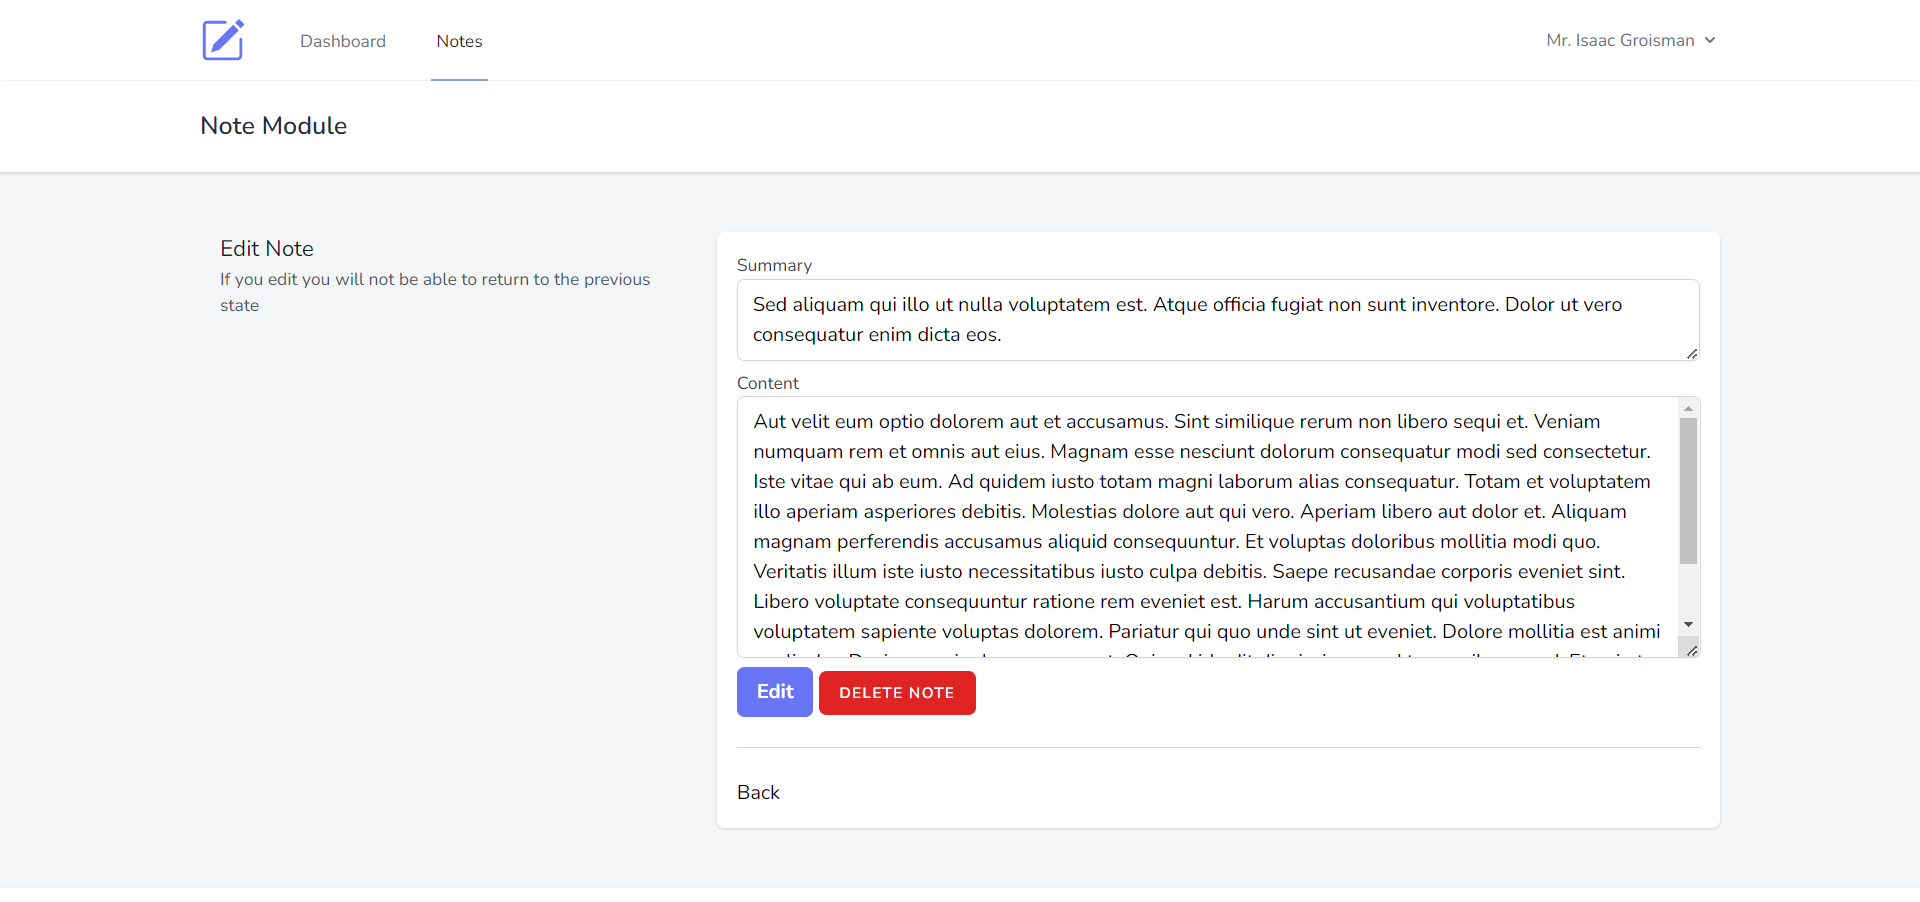 Dashboard
Notes
Mr. Isaac Groisman
Note Module
Edit Note
If you edit you will not be able to return to the previous
state
Summary
Sed aliquam qui illo ut nulla voluptatem est. Atque officia fugiat non sunt inventore. Dolor ut vero
consequatur enim dicta eos.
Content
Aut velit eum optio dolorem aut et accusamus. Sint similique rerum non libero sequi et. Veniam
numquam rem et omnis aut eius. Magnam esse nesciunt dolorum consequatur modi sed consectetur.
Iste vitae qui ab eum. Ad quidem iusto totam magni laborum alias consequatur. Totam et voluptatem
illo aperiam asperiores debitis. Molestias dolore aut qui vero. Aperiam libero aut dolor et. Aliquam
magnam perferendis accusamus aliquid consequuntur. Et voluptas doloribus mollitia modi quo.
Veritatis illum iste iusto necessitatibus iusto culpa debitis. Saepe recusandae corporis eveniet sint.
Libero voluptate consequuntur ratione rem eveniet est. Harum accusantium qui voluptatibus
voluptatem sapiente voluptas dolorem. Pariatur qui quo unde sint ut eveniet. Dolore mollitia est animi
Edit
DELETE NOTE
Back